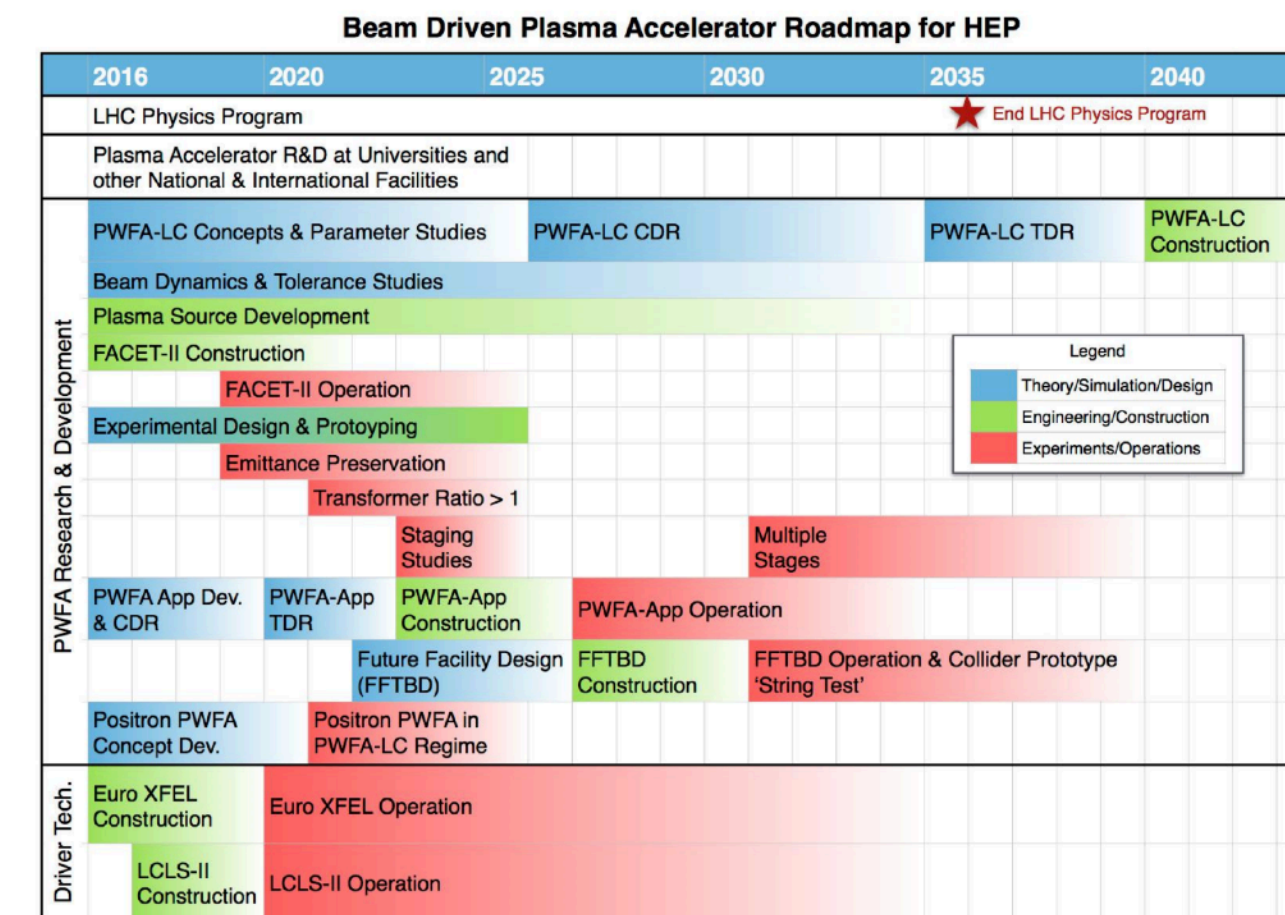 Beam Driven Plasma Accelerator Roadmap for HEP
2016 2020 2025 2030 2035 2040
LHC Physics Program
End LHC Physics Program
Plasma Accelerator R&D at Universities and
other National & International Facilities
PWFA Research & Development
PWFA-LC Concepts & Parameter Studies
PWFA-LC CDR
PWFA-LC TDR
PWFA-LC
Construction
Beam Dynamics & Tolerance Studies
Plasma Source Development
FACET-II Construction
Legend
Theory/Simulation/Design
Engineering/Construction
Experiments/Operations
FACET-II Operation
Experimental Design & Protoyping
Emittance Preservation
Transformer Ratio > 1
Staging
Studies
Multiple
Stages
PWFA App Dev.
& CDR
PWFA-App
TDR
PWFA-App
Construction
PWFA-App Operation
Future Facility Design
(FFTBD)
FFTBD
Construction
FFTBD Operation & Collider Prototype
‘String Test’
Positron PWFA
Concept Dev.
Positron PWFA in
PWFA-LC Regime
Driver Tech.
Euro XFEL
Construction
Euro XFEL Operation
LCLS-II
Construction
LCLS-II Operation